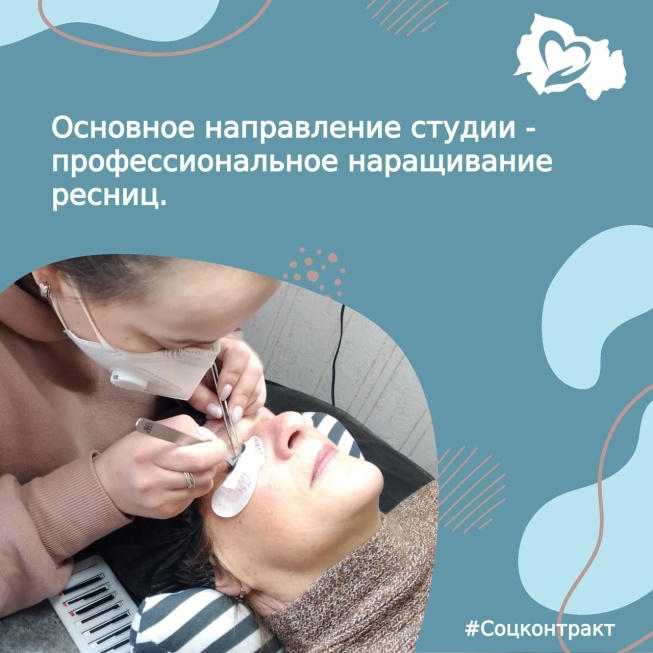 Основное направление студии -
профессиональное наращивание
ресниц.
#Соцконтракт